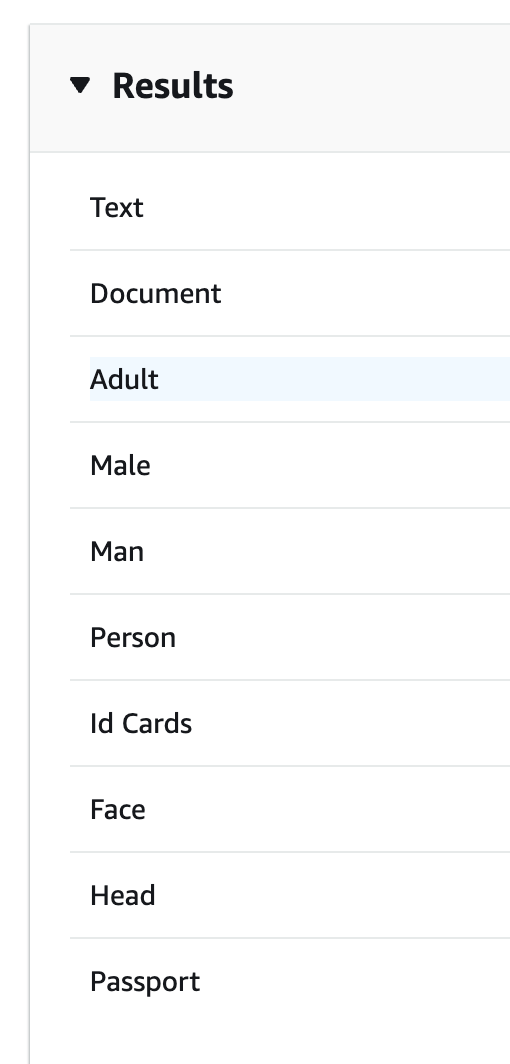 Results
Text
Document
Adult
Male
Man
Person
Id Cards
Face
Head
Passport